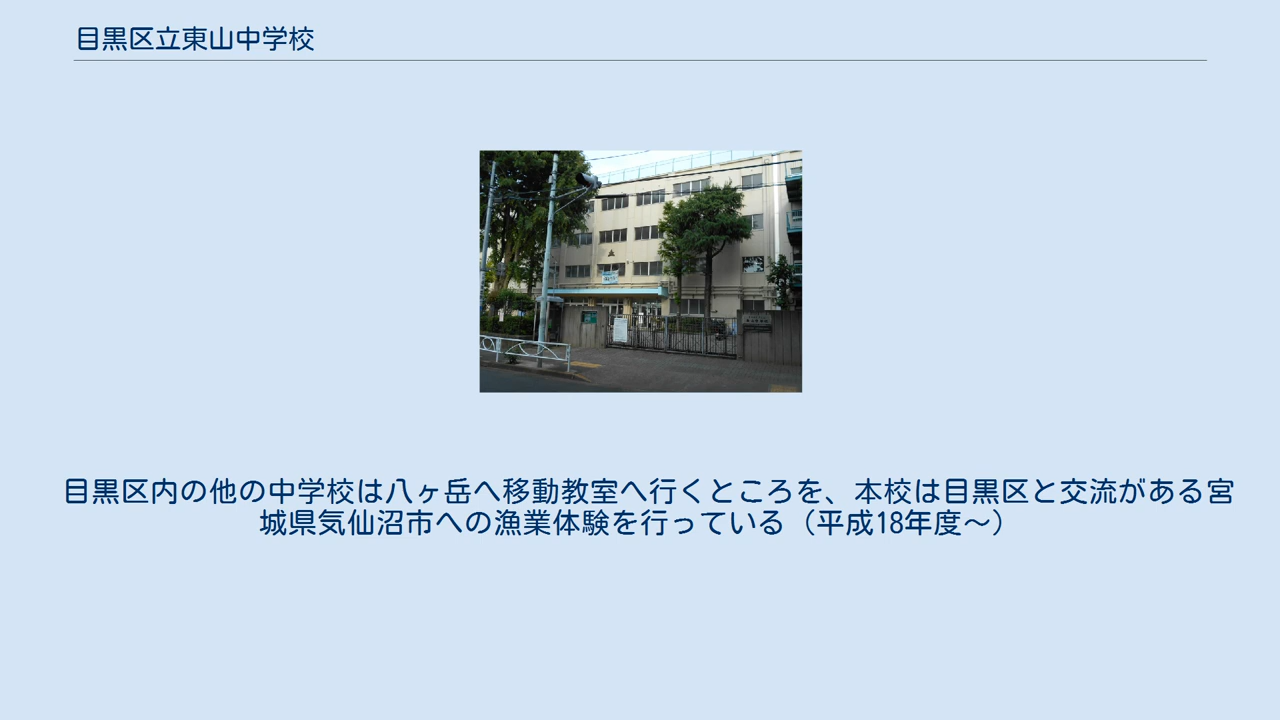 目黒区立東山中学校
目黒区内の他の中学校は八ヶ岳へ移動教室へ行くところを、本校は目黒区と交流がある宮
城県気仙沼市への漁業体験を行っている（平成18年度～）